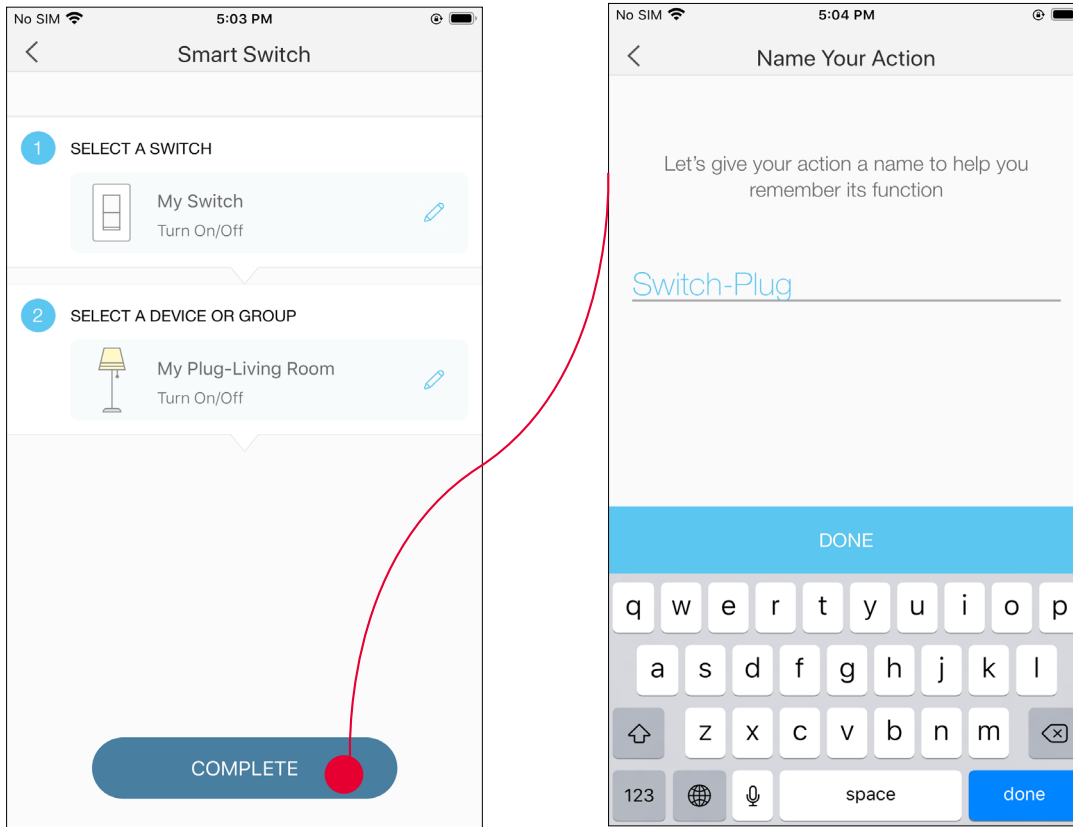 No SIM 5:03 PM
Smart Switch
1 SELECT A SWITCH
My Switch
Turn On/Off
2 SELECT A DEVICE OR GROUP
My Plug-Living Room
Turn On/Off
COMPLETE
No SIM 5:04 PM
Name Your Action
Let's give your action a name to help you
remember its function
Switch-Plug
DONE
q w e r t y u i o p
a s d f g h j k l
z x c v b n m
123 space done